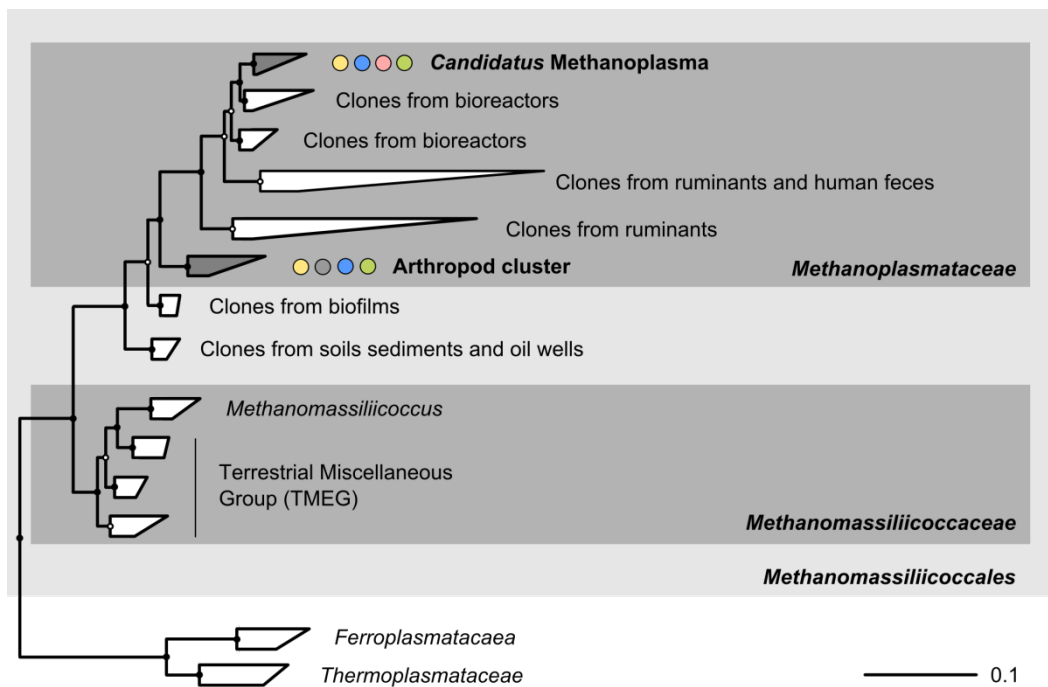 Candidatus Methanoplasma
Clones from bioreactors
Clones from bioreactors
Clones from ruminants and human feces
Clones from ruminants
Arthropod cluster
Methanoplasmataceae
Clones from biofilms
Clones from soils sediments and oil wells
Methanomassiliicoccus
Terrestrial Miscellaneous
Group (TMEG)
Methanomassiliicoccaceae
Methanomassiliicoccales
Ferroplasmatacaea
Thermoplasmataceae
0.1